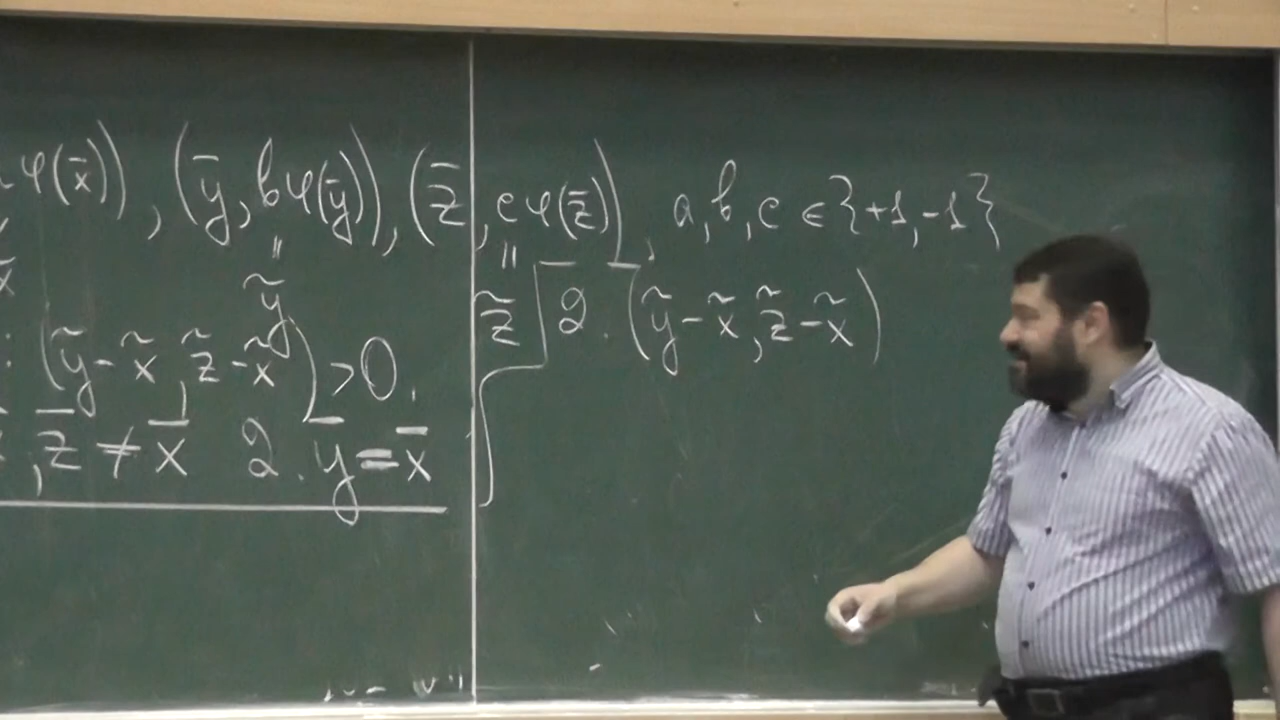 φ(x̄)), (ȳ, bφ(ȳ)), (z̄, cφ(z̄)), a, b, c ∈ {+1, -1}
x̃ " ỹ " z̃
: (ỹ - x̃, z̃ - x̃) > 0.
, z̄ ≠ x̄ 2. ȳ = x̄
2. (ỹ - x̃, z̃ - x̃)